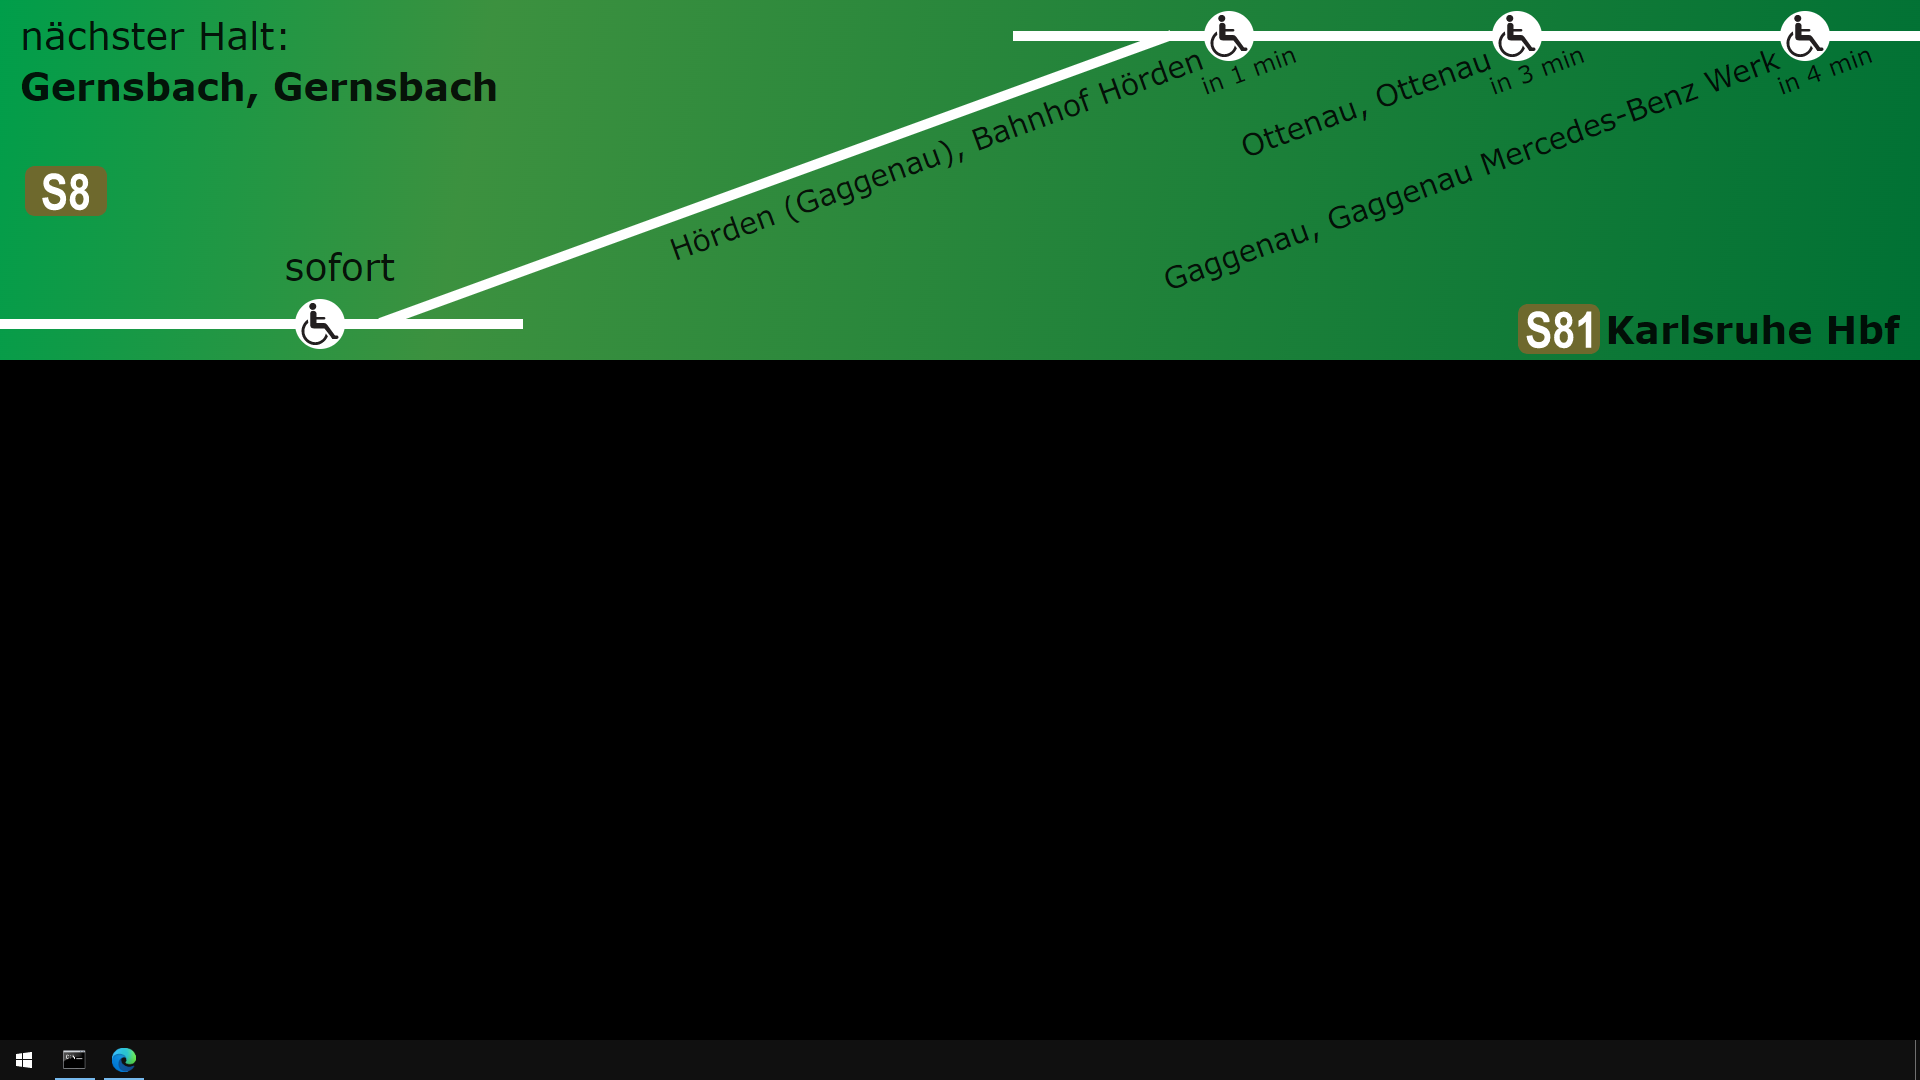 nächster Halt:
Gernsbach, Gernsbach
S8
sofort
Hörden (Gaggenau), Bahnhof Hörden
in 1 min
Ottenau, Ottenau
in 3 min
Gaggenau, Gaggenau Mercedes-Benz Werk
in 4 min
S81 Karlsruhe Hbf